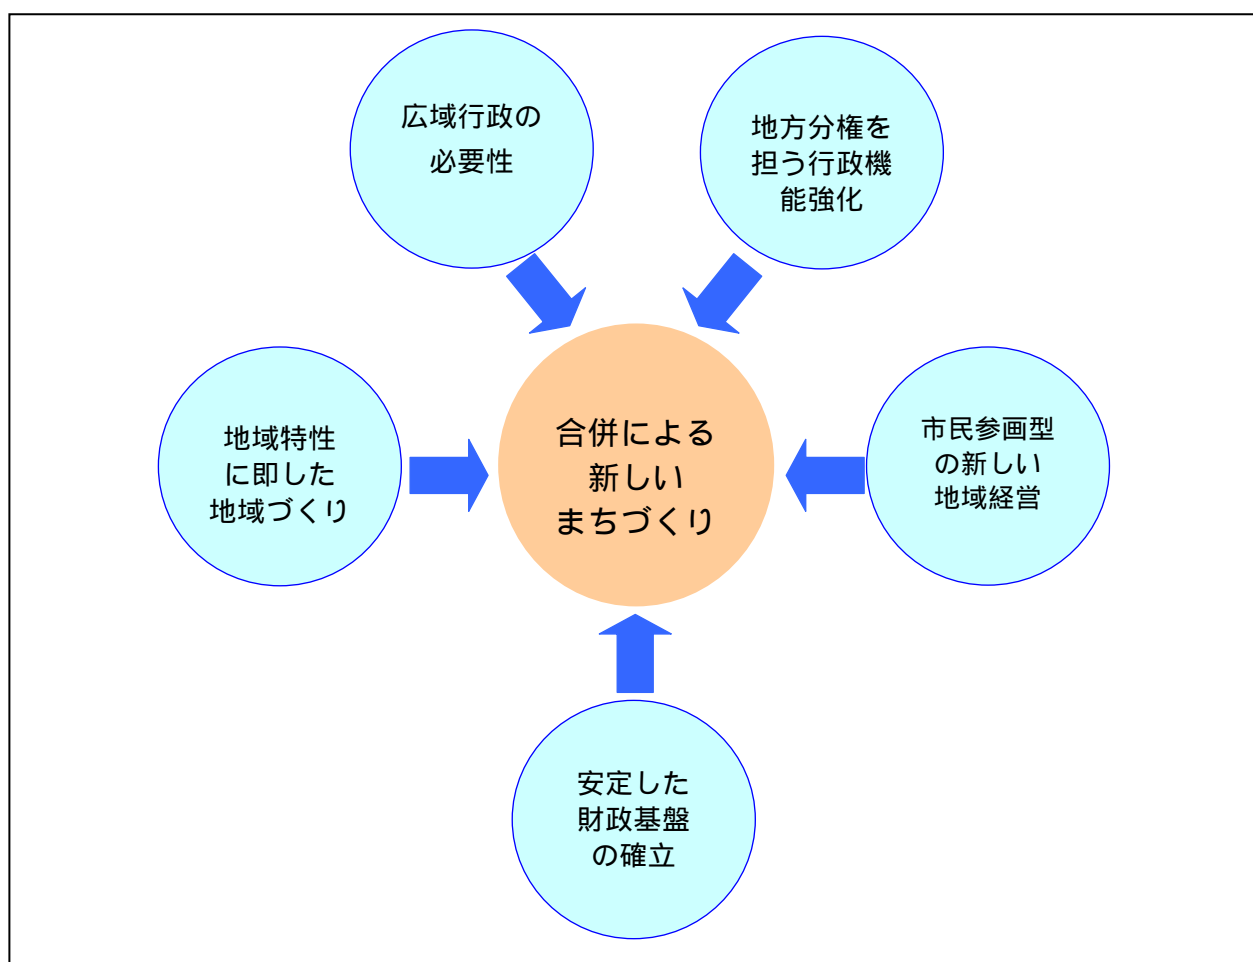 広域行政の
必要性
地方分権を
担う行政機
能強化
地域特性
に即した
地域づくり
合併による
新しい
まちづくり
市民参画型
の新しい
地域経営
安定した
財政基盤
の確立